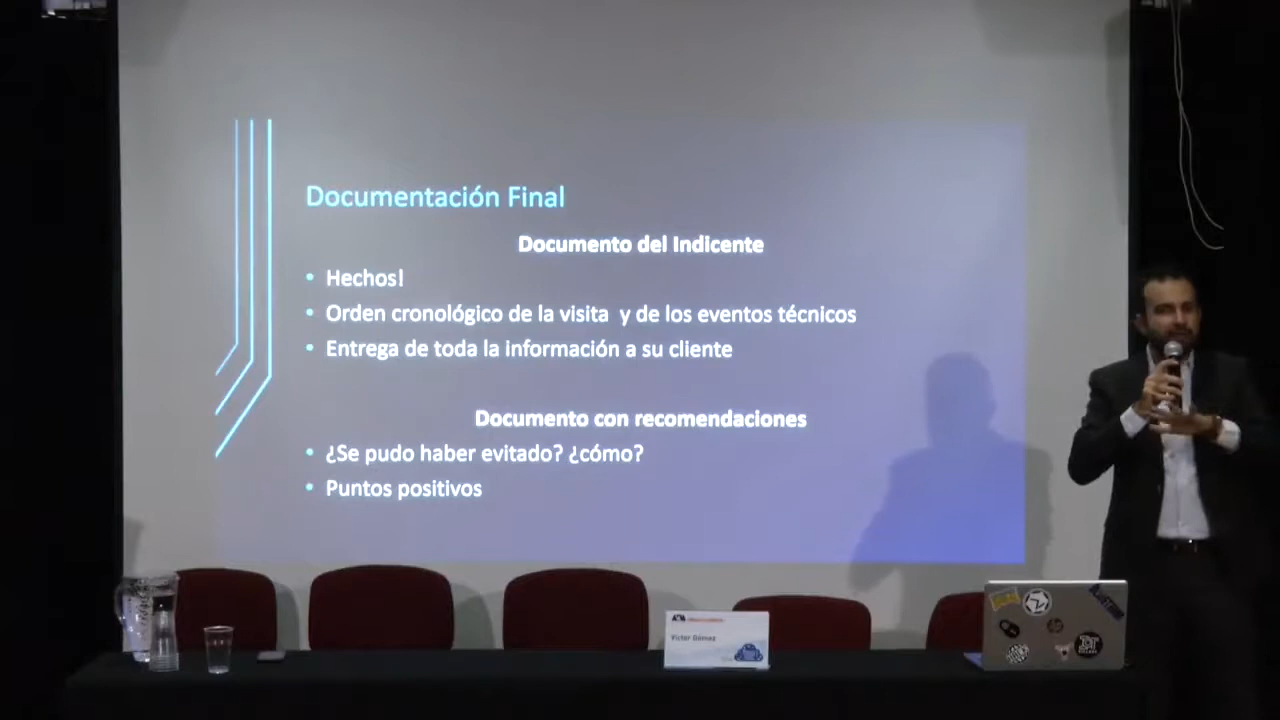 Documentación Final
Documento del Indicente
• Hechos!
• Orden cronológico de la visita y de los eventos técnicos
• Entrega de toda la información a su cliente
Documento con recomendaciones
• ¿Se pudo haber evitado? ¿cómo?
• Puntos positivos
Víctor Gómez